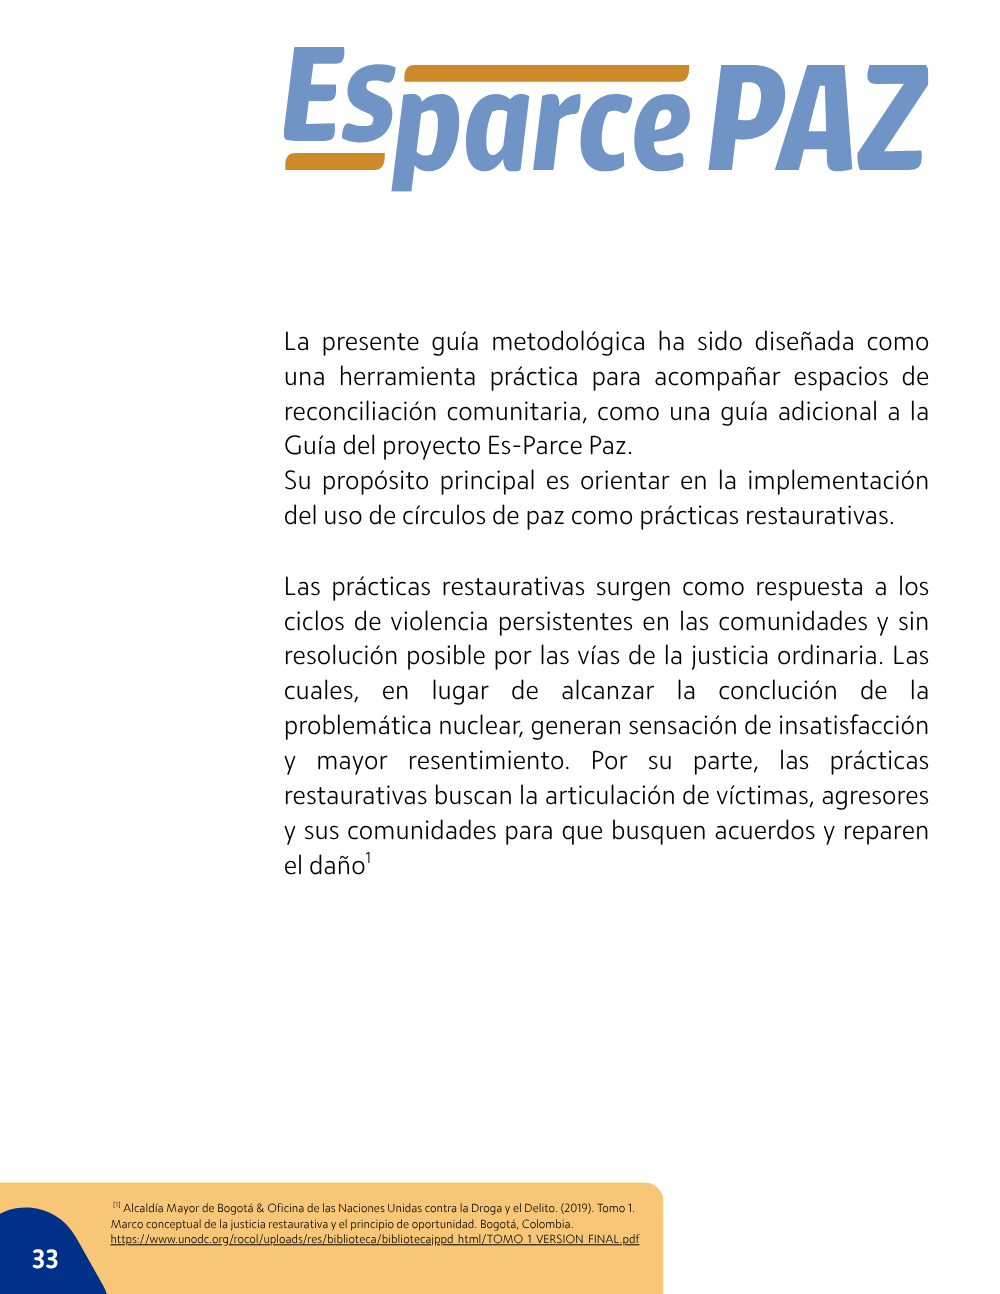 Esparce PAZ
La presente guía metodológica ha sido diseñada como
una herramienta práctica para acompañar espacios de
reconciliación comunitaria, como una guía adicional a la
Guía del proyecto Es-Parce Paz.
Su propósito principal es orientar en la implementación
del uso de círculos de paz como prácticas restaurativas.
Las prácticas restaurativas surgen como respuesta a los
ciclos de violencia persistentes en las comunidades y sin
resolución posible por las vías de la justicia ordinaria. Las
cuales, en lugar de alcanzar la conclución de la
problemática nuclear, generan sensación de insatisfacción
y mayor resentimiento. Por su parte, las prácticas
restaurativas buscan la articulación de víctimas, agresores
y sus comunidades para que busquen acuerdos y reparen
el daño¹
[1] Alcaldía Mayor de Bogotá & Oficina de las Naciones Unidas contra la Droga y el Delito. (2019). Tomo 1.
Marco conceptual de la justicia restaurativa y el principio de oportunidad. Bogotá, Colombia.
https://www.unodc.org/rocol/uploads/res/biblioteca/bibliotecajppd_html/TOMO_1_VERSION_FINAL.pdf
33